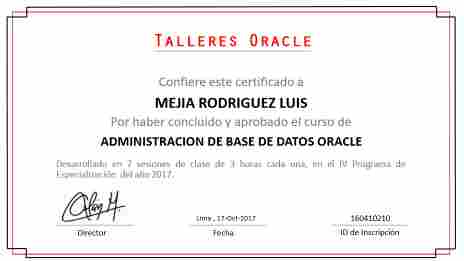 TALLERES ORACLE
Confiere este certificado a
MEJIA RODRIGUEZ LUIS
Por haber concluido y aprobado el curso de
ADMINISTRACION DE BASE DE DATOS ORACLE
Desarrollado en 7 sesiones de clase de 3 horas cada una, en el IV Programa de
Especialización del año 2017.
Lima, 17-Oct-2017
160410210
Director
Fecha
ID de Inscripción